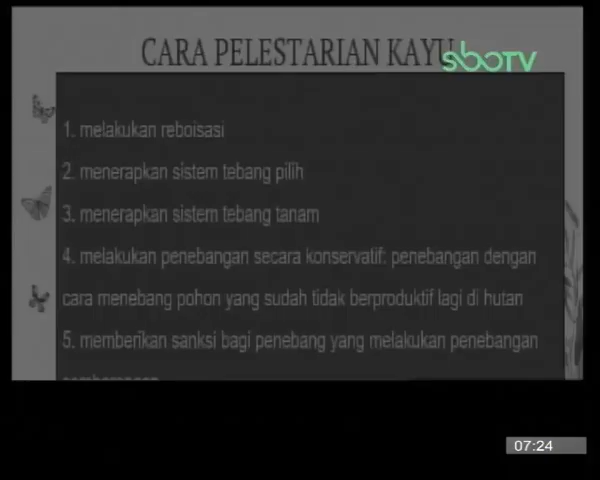 CARA PELESTARIAN KAYU
sboTV
1. melakukan reboisasi
2. menerapkan sistem tebang pilih
3. menerapkan sistem tebang tanam
4. melakukan penebangan secara konservatif: penebangan dengan
cara menebang pohon yang sudah tidak berproduktif lagi di hutan
5. memberikan sanksi bagi penebang yang melakukan penebangan
07:24